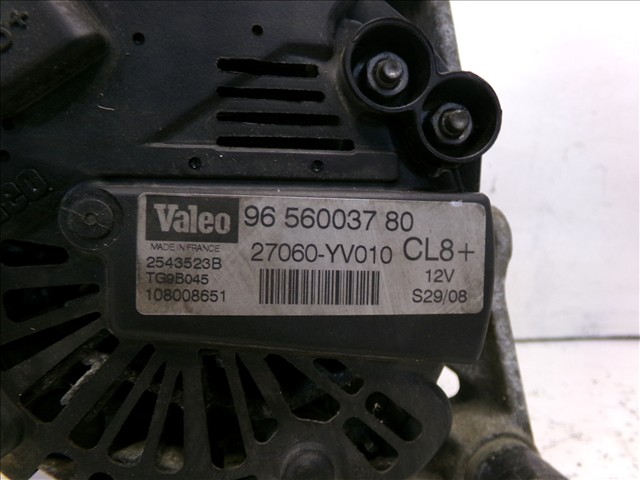 Valeo 96 560037 80
MADE IN FRANCE
27060-YV010 CL8+
2543523B
12V
TG9B045
108008651
S29/08